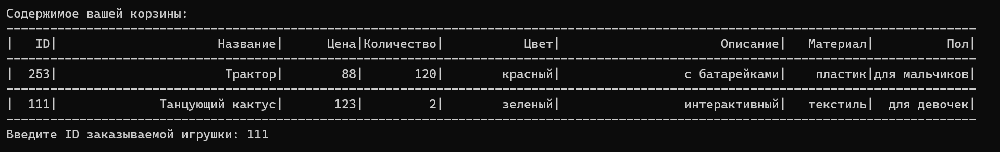 Содержимое вашей корзины:
-------------------------------------------------------------------------------------------------------------------------------------
|   ID|                      Название|      Цена|Количество|           Цвет|                      Описание|   Материал|          Пол|
-------------------------------------------------------------------------------------------------------------------------------------
|  253|                       Трактор|        88|       120|        красный|                 с батарейками|    пластик|для мальчиков|
-------------------------------------------------------------------------------------------------------------------------------------
|  111|              Танцующий кактус|       123|         2|        зеленый|                 интерактивный|   текстиль|  для девочек|
-------------------------------------------------------------------------------------------------------------------------------------
Введите ID заказываемой игрушки: 111